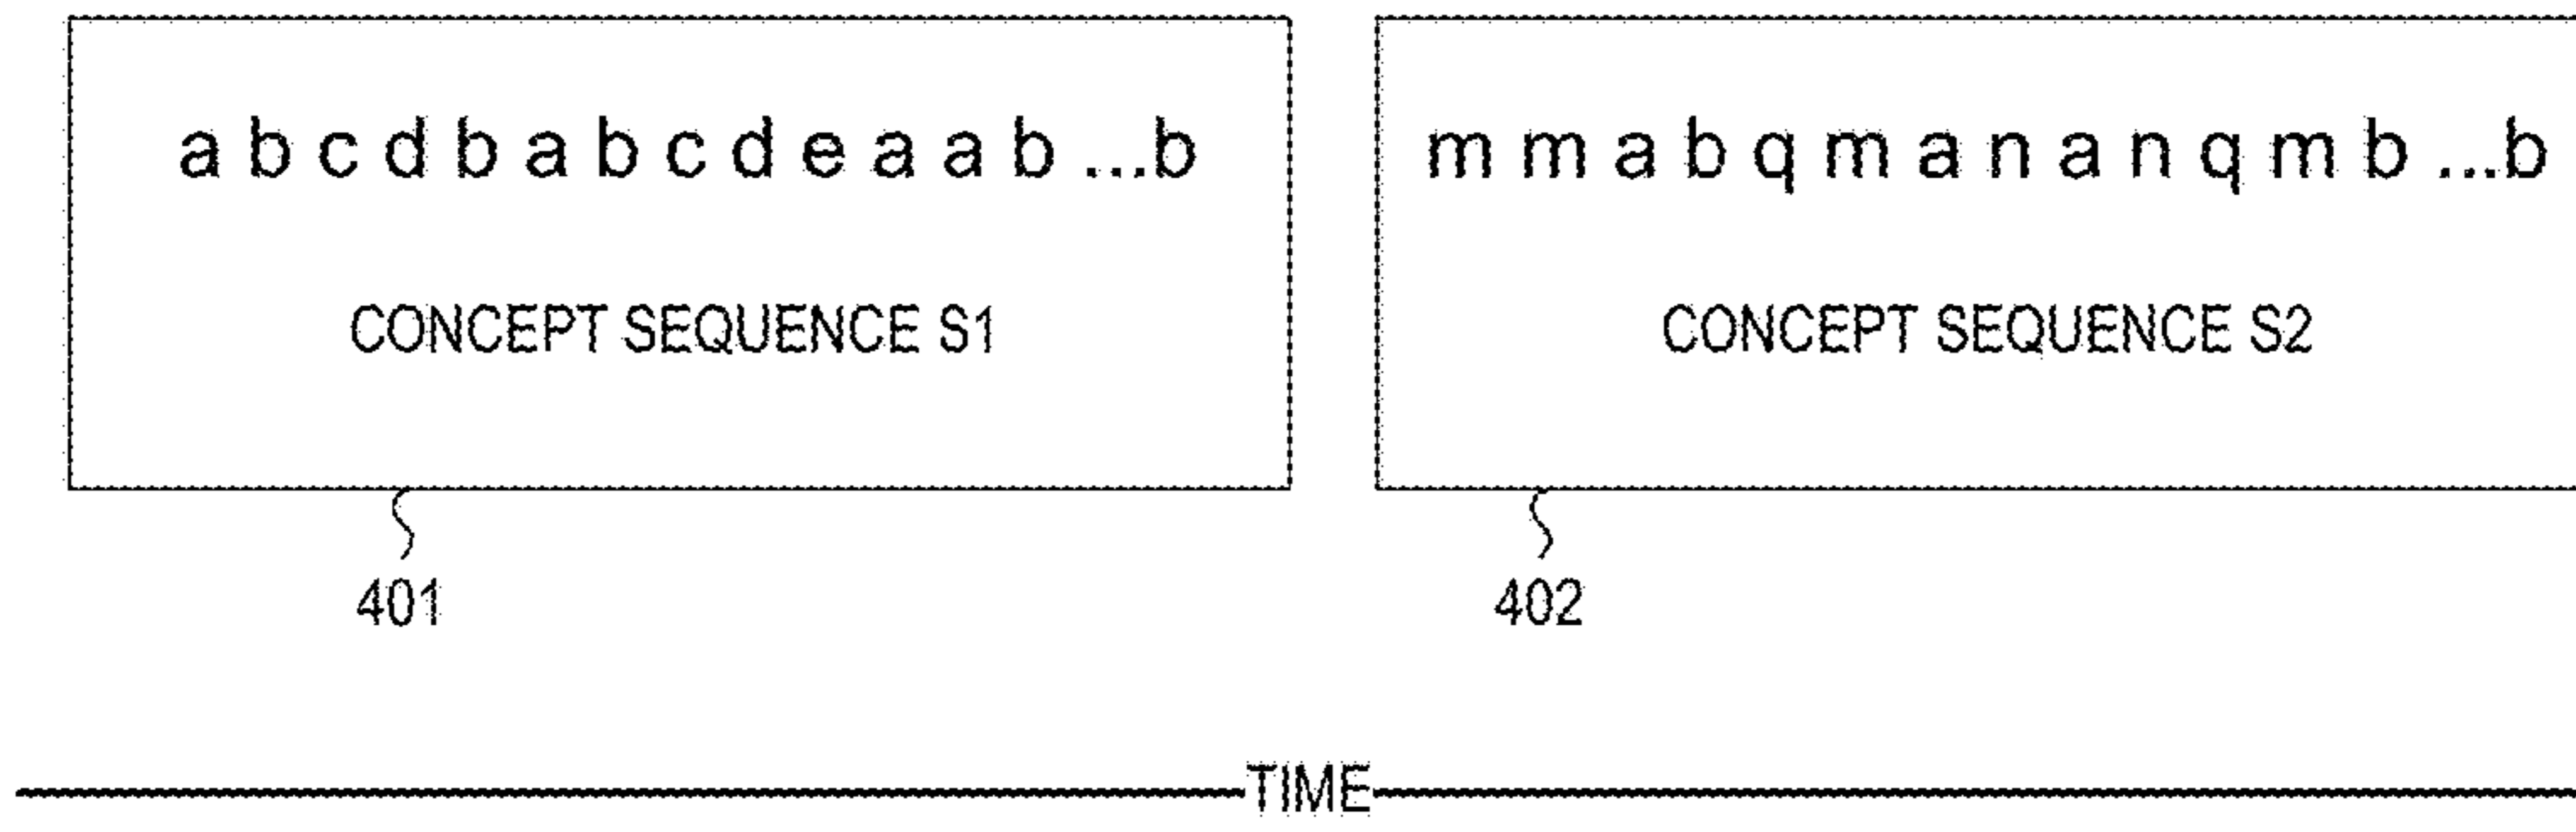 a b c d b a b c d e a a b ...b
CONCEPT SEQUENCE S1
401
m m a b q m a n a n q m b ...b
CONCEPT SEQUENCE S2
402
TIME